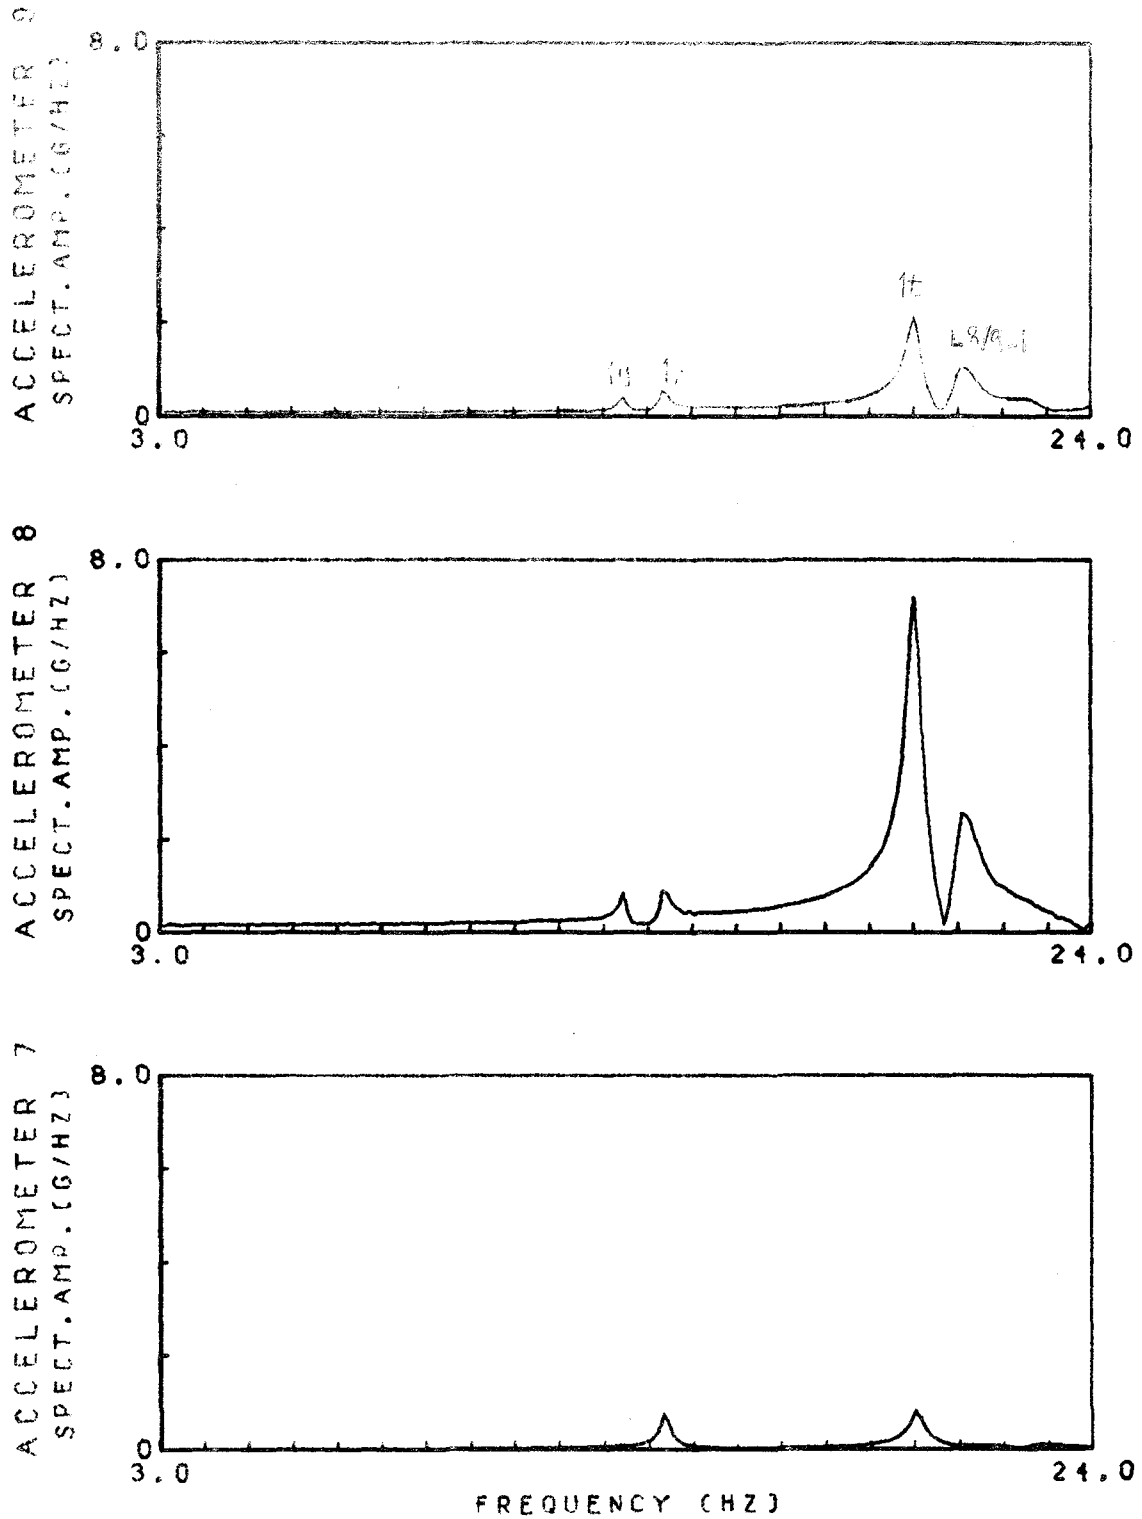 ACCELEROMETER 9
SPECT.AMP.(G/HZ)
8.0
1t
0
3.0
24.0
ACCELEROMETER 8
SPECT.AMP.(G/HZ)
8.0
0
3.0
24.0
ACCELEROMETER 7
SPECT.AMP.(G/HZ)
8.0
0
3.0
24.0
FREQUENCY (HZ)